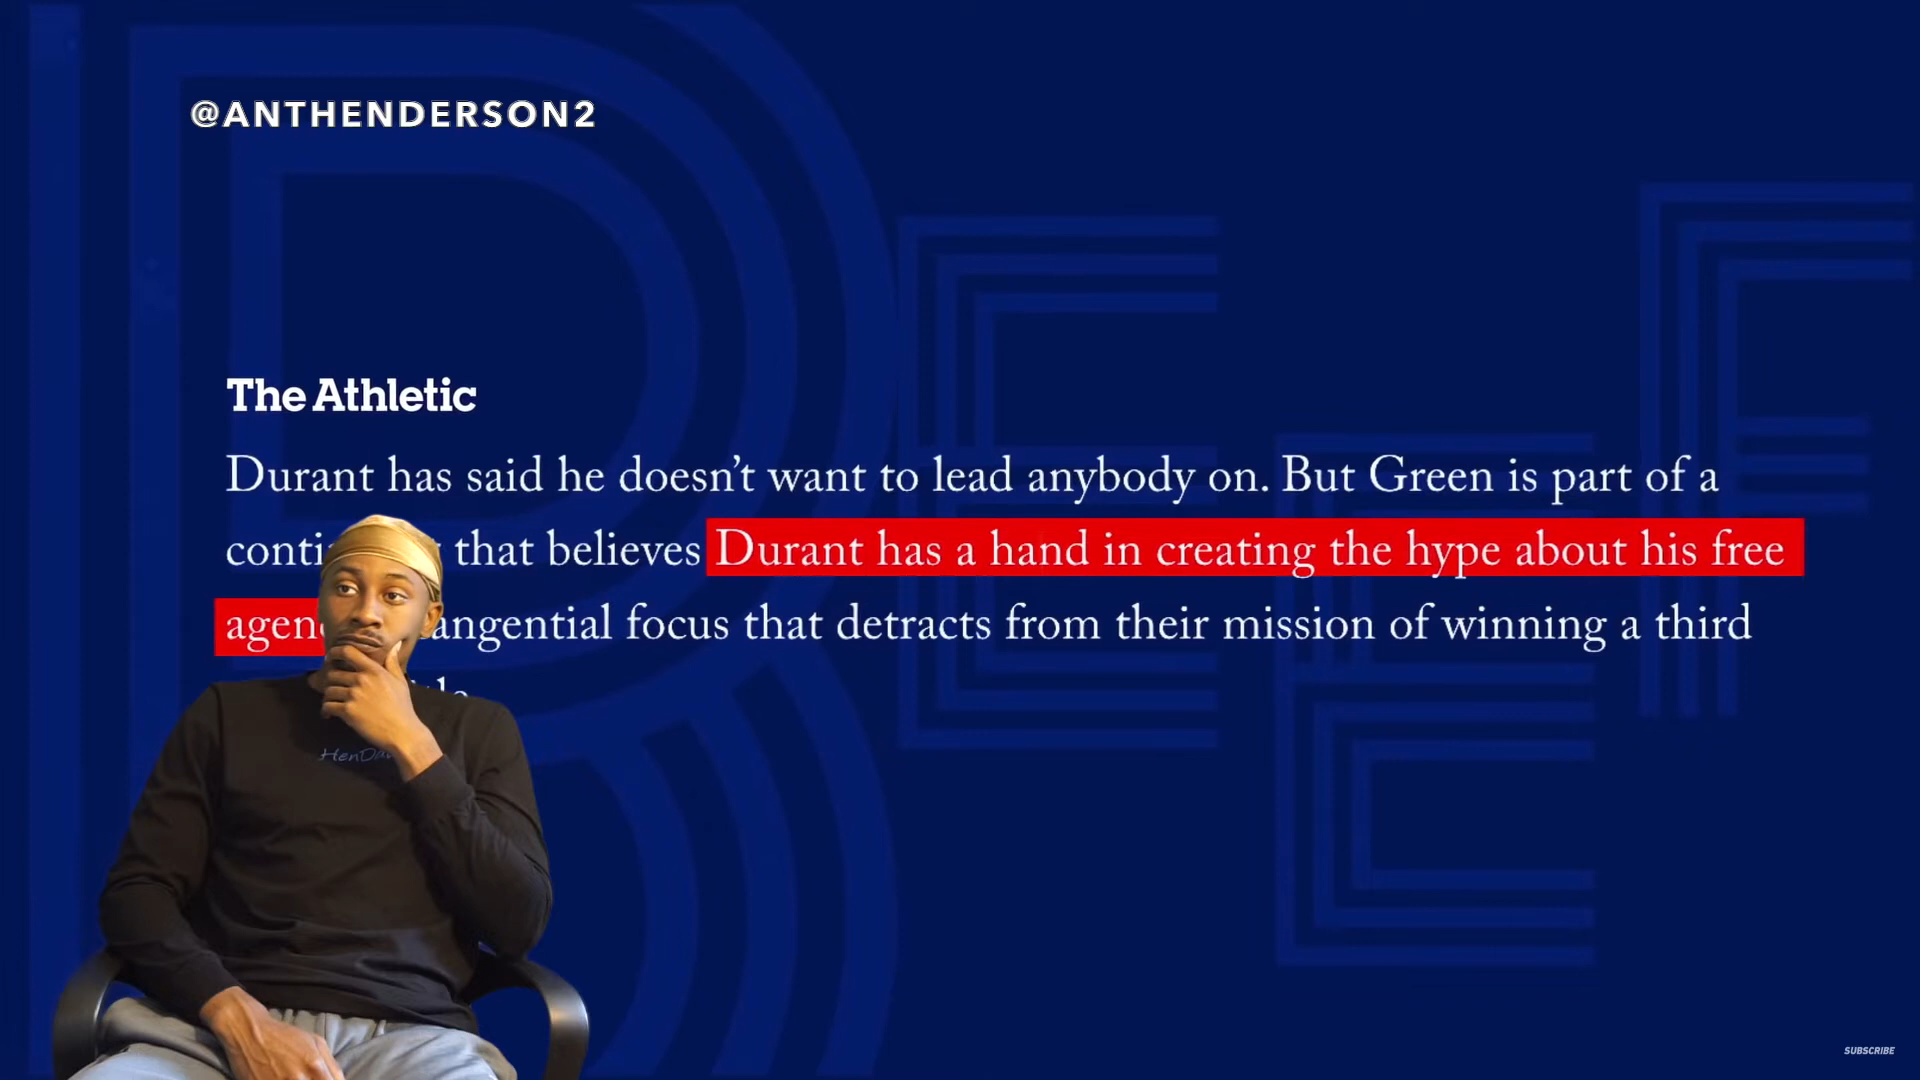 @ANTHENDERSON2
The Athletic
Durant has said he doesn’t want to lead anybody on. But Green is part of a
that believes Durant has a hand in creating the hype about his free
focus that detracts from their mission of winning a third
SUBSCRIBE